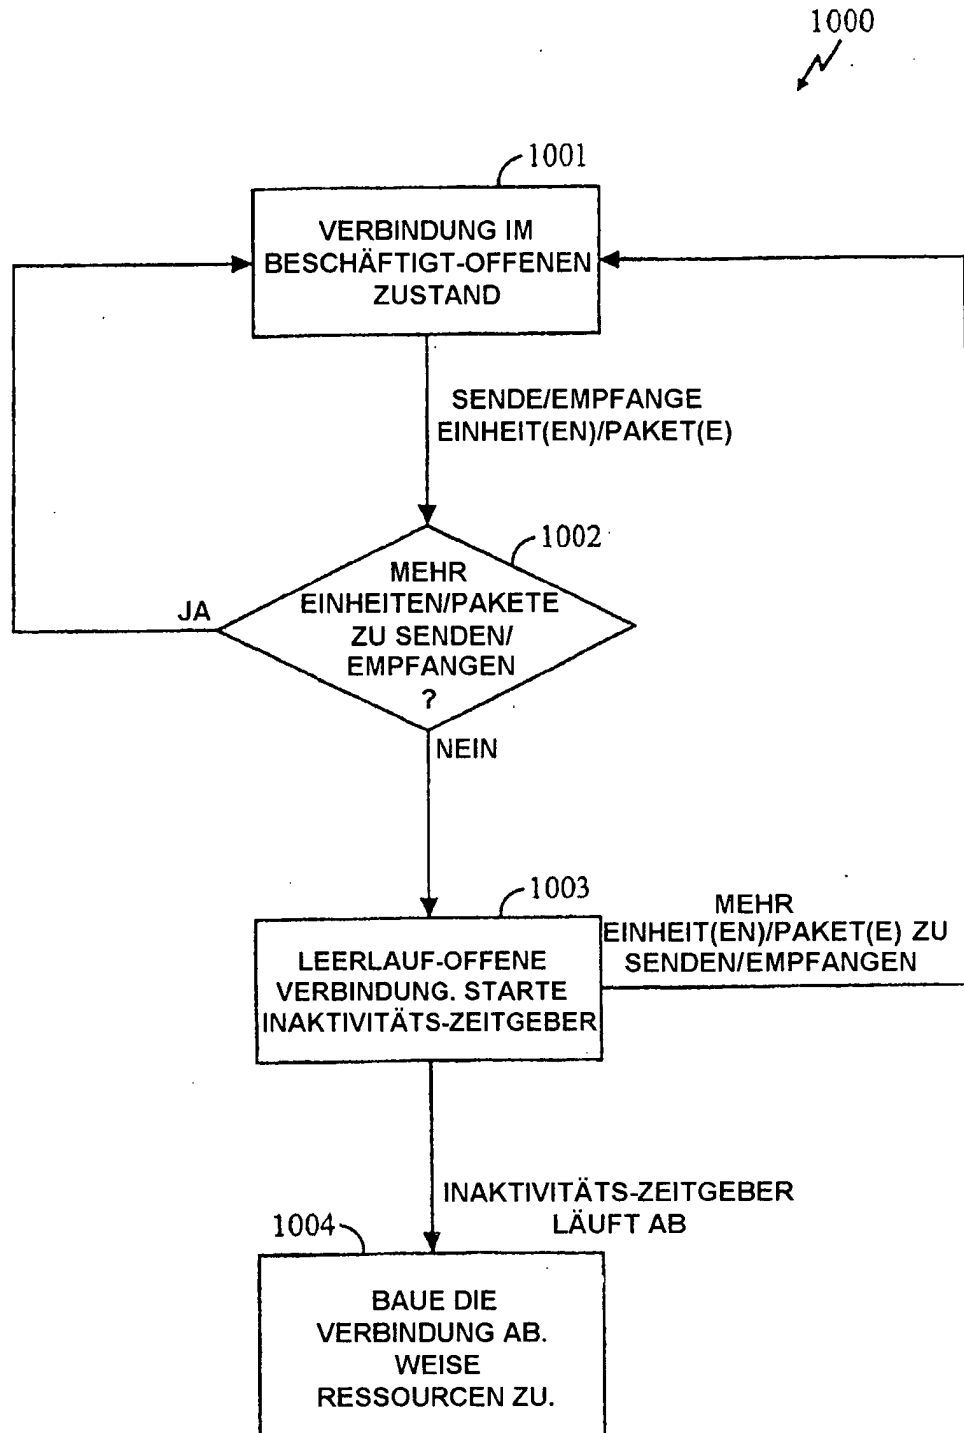 1000
1001
VERBINDUNG IM
BESCHÄFTIGT-OFFENEN
ZUSTAND
SENDE/EMPFANGE
EINHEIT(EN)/PAKET(E)
1002
MEHR
EINHEITEN/PAKETE
ZU SENDEN/
EMPFANGEN
?
JA
NEIN
1003
LEERLAUF-OFFENE
VERBINDUNG. STARTE
INAKTIVITÄTS-ZEITGEBER
MEHR
EINHEIT(EN)/PAKET(E) ZU
SENDEN/EMPFANGEN
INAKTIVITÄTS-ZEITGEBER
LÄUFT AB
1004
BAUE DIE
VERBINDUNG AB.
WEISE
RESSOURCEN ZU.